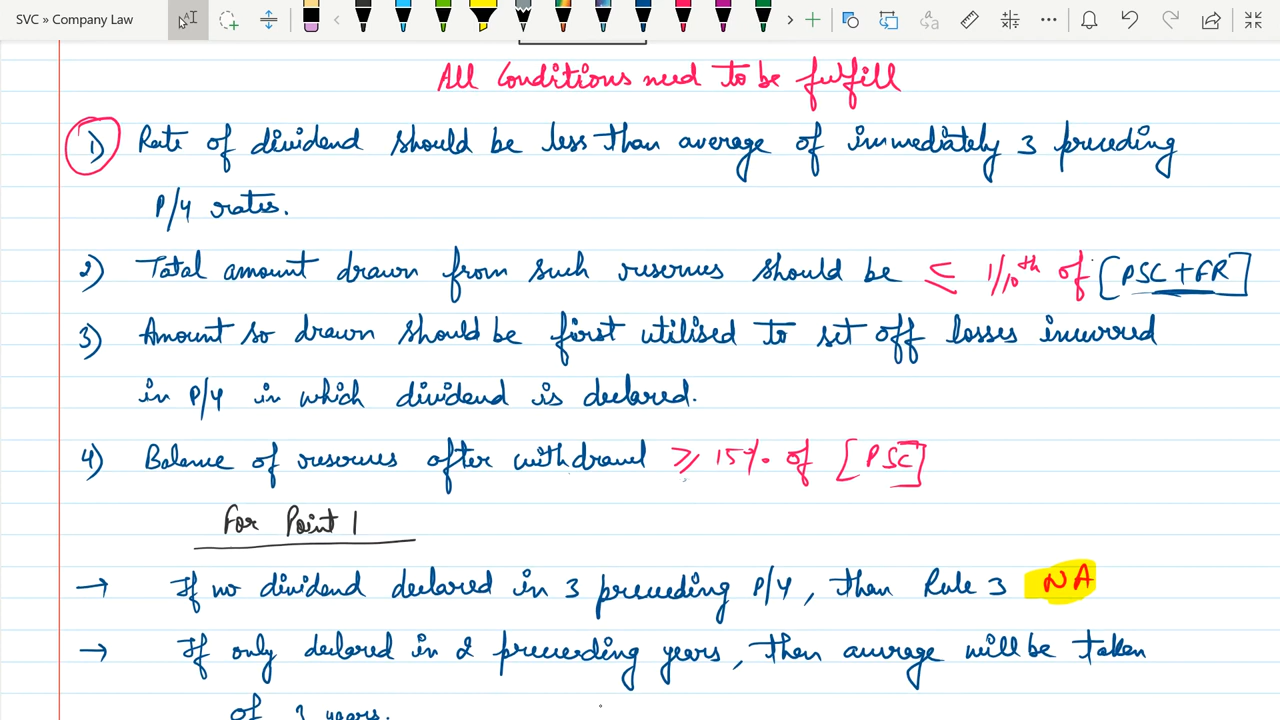 SVC » Company Law
All Conditions need to be fulfill
1) Rate of dividend should be less than average of immediately 3 preceding
P/Y rates.
2) Total amount drawn from such reserves should be ≤ 1/10th of [PSC + FR]
3) Amount so drawn should be first utilised to set off losses incurred
in P/Y in which dividend is declared.
4) Balance of reserves after withdrawl ≥ 15% of [PSC]
For Point 1
→ If no dividend declared in 3 preceding P/Y, then Rule 3 NA
→ If only declared in 2 preceding years, then average will be taken
of 3 years.